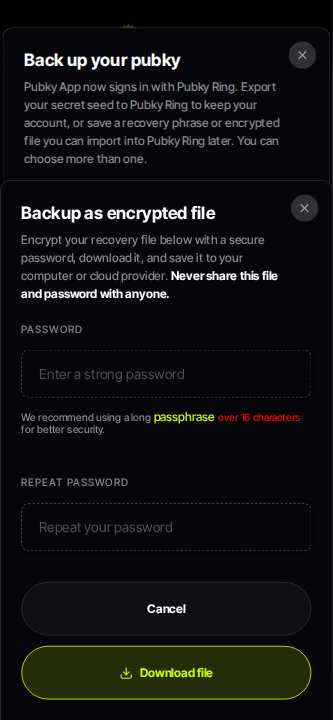 Back up your pubky
Pubky App now signs in with Pubky Ring. Export
your secret seed to Pubky Ring to keep your
account, or save a recovery phrase or encrypted
file you can import into Pubky Ring later. You can
choose more than one.
Backup as encrypted file
Encrypt your recovery file below with a secure
password, download it, and save it to your
computer or cloud provider. Never share this file
and password with anyone.
PASSWORD
Enter a strong password
We recommend using a long passphrase over 16 characters
for better security.
REPEAT PASSWORD
Repeat your password
Cancel
Download file